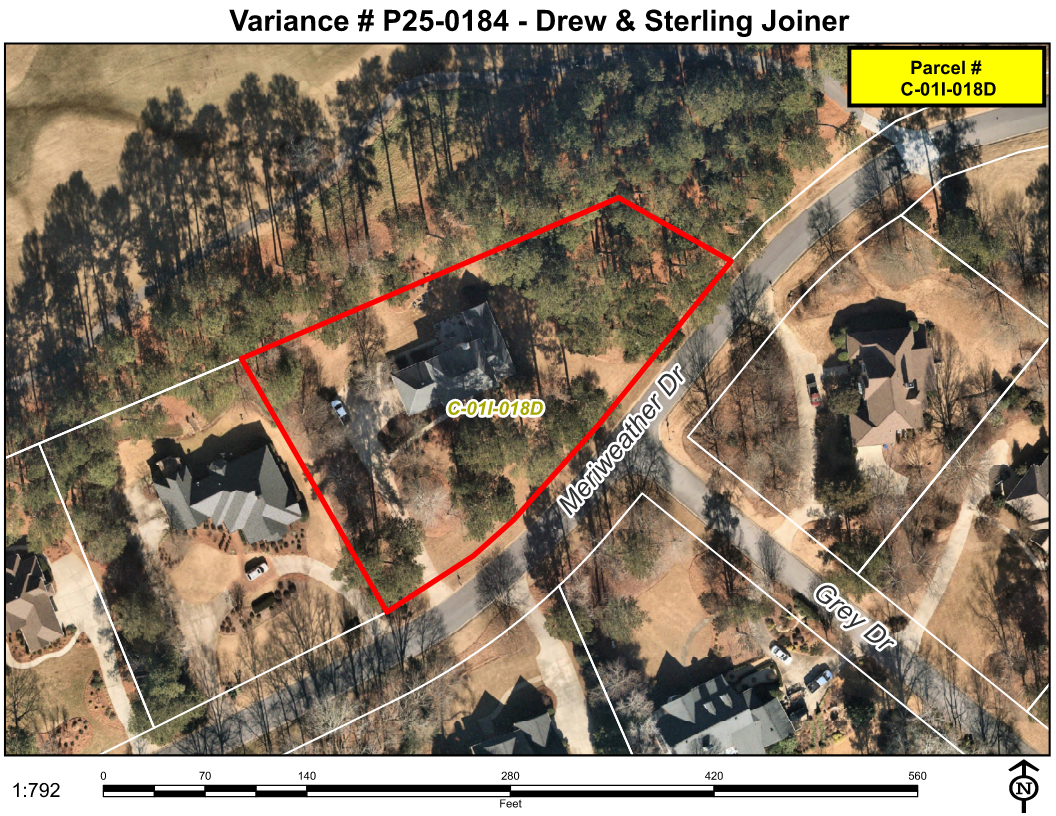 Variance # P25-0184 - Drew & Sterling Joiner
Parcel #
C-01I-018D
C-01I-018D
Meriweather Dr
Grey Dr
1:792
0 70 140 280 420 560
Feet
N